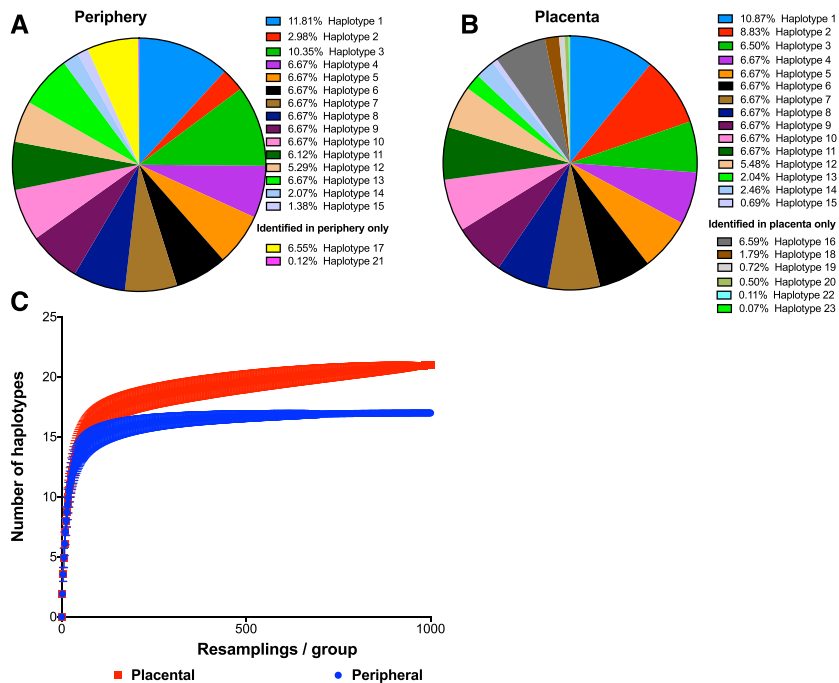 A
Periphery
11.81% Haplotype 1
2.98% Haplotype 2
10.35% Haplotype 3
6.67% Haplotype 4
6.67% Haplotype 5
6.67% Haplotype 6
6.67% Haplotype 7
6.67% Haplotype 8
6.67% Haplotype 9
6.67% Haplotype 10
6.12% Haplotype 11
5.29% Haplotype 12
6.67% Haplotype 13
2.07% Haplotype 14
1.38% Haplotype 15
Identified in periphery only
6.55% Haplotype 17
0.12% Haplotype 21
B
Placenta
10.87% Haplotype 1
8.83% Haplotype 2
6.50% Haplotype 3
6.67% Haplotype 4
6.67% Haplotype 5
6.67% Haplotype 6
6.67% Haplotype 7
6.67% Haplotype 8
6.67% Haplotype 9
6.67% Haplotype 10
6.67% Haplotype 11
5.48% Haplotype 12
2.04% Haplotype 13
2.46% Haplotype 14
0.69% Haplotype 15
Identified in placenta only
6.59% Haplotype 16
1.79% Haplotype 18
0.72% Haplotype 19
0.50% Haplotype 20
0.11% Haplotype 22
0.07% Haplotype 23
C
Number of haplotypes
25
20
15
10
5
0
0 500 1000
Resamplings / group
Placental Peripheral